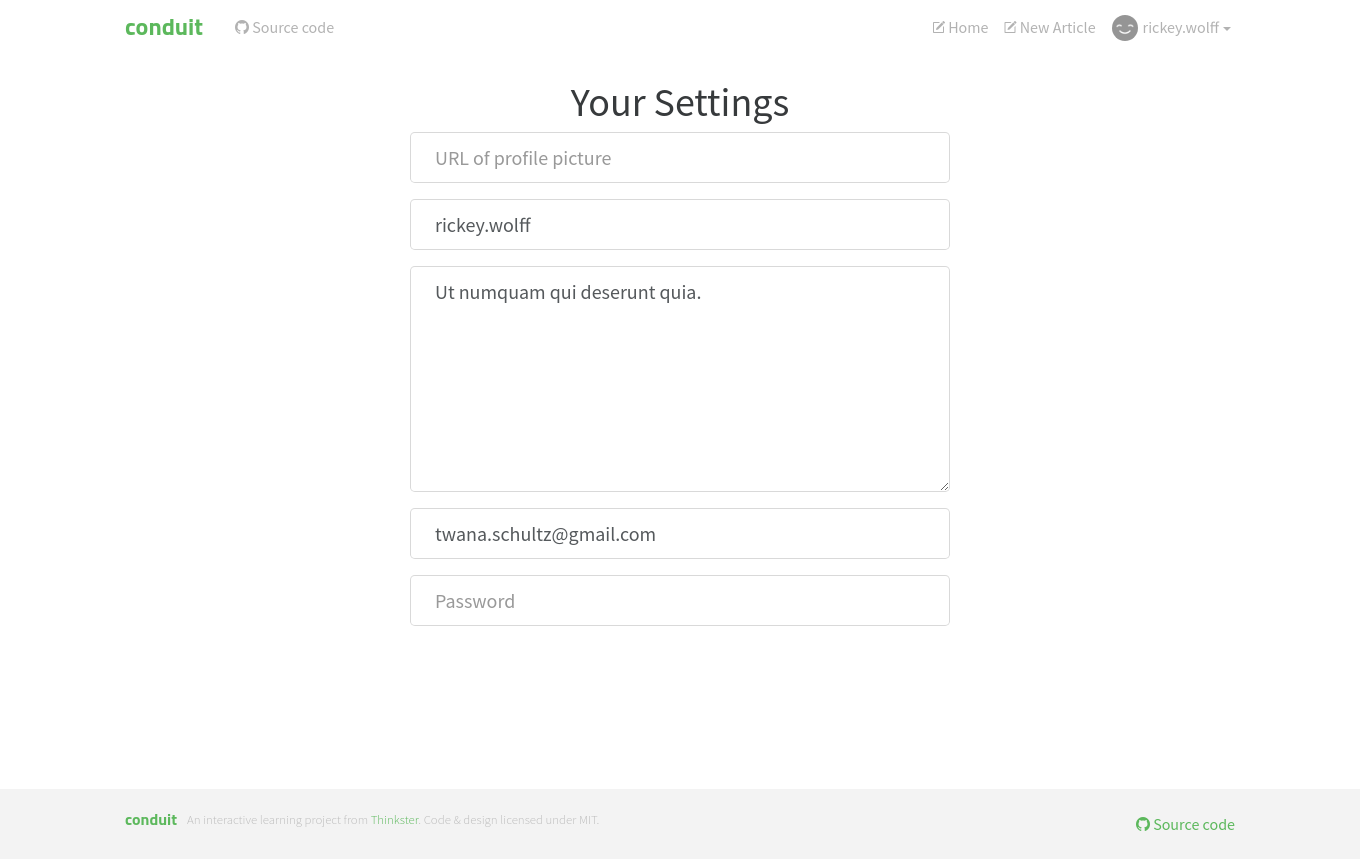 conduit Source code Home New Article rickey.wolff
Your Settings
URL of profile picture
rickey.wolff
Ut numquam qui deserunt quia.
twana.schultz@gmail.com
Password
conduit An interactive learning project from Thinkster. Code & design licensed under MIT.
Source code